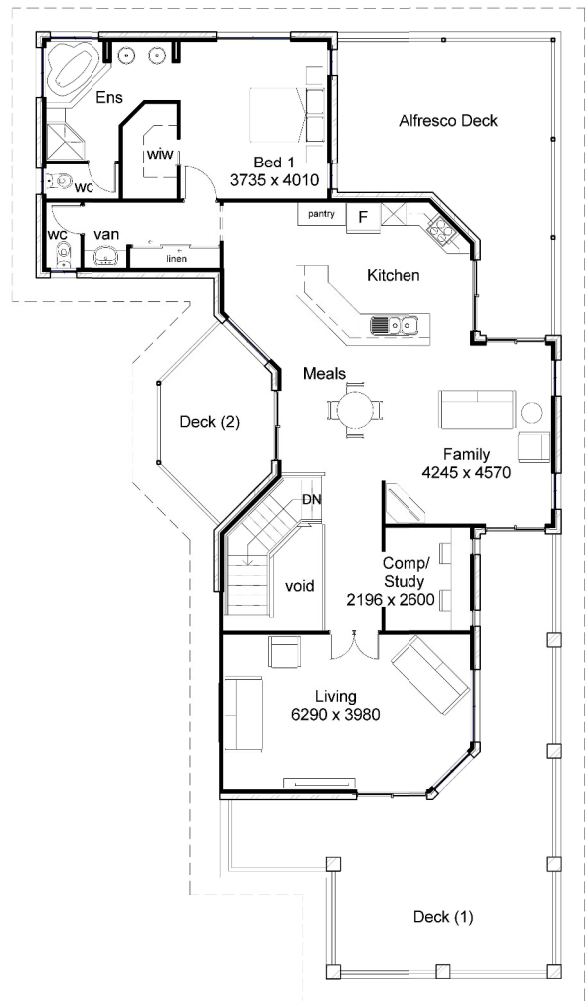 Ens
Alfresco Deck
wiw
Bed 1
3735 x 4010
wc
wc
van
linen
pantry
F
Kitchen
Meals
Deck (2)
Family
4245 x 4570
DN
void
Comp/
Study
2196 x 2600
Living
6290 x 3980
Deck (1)